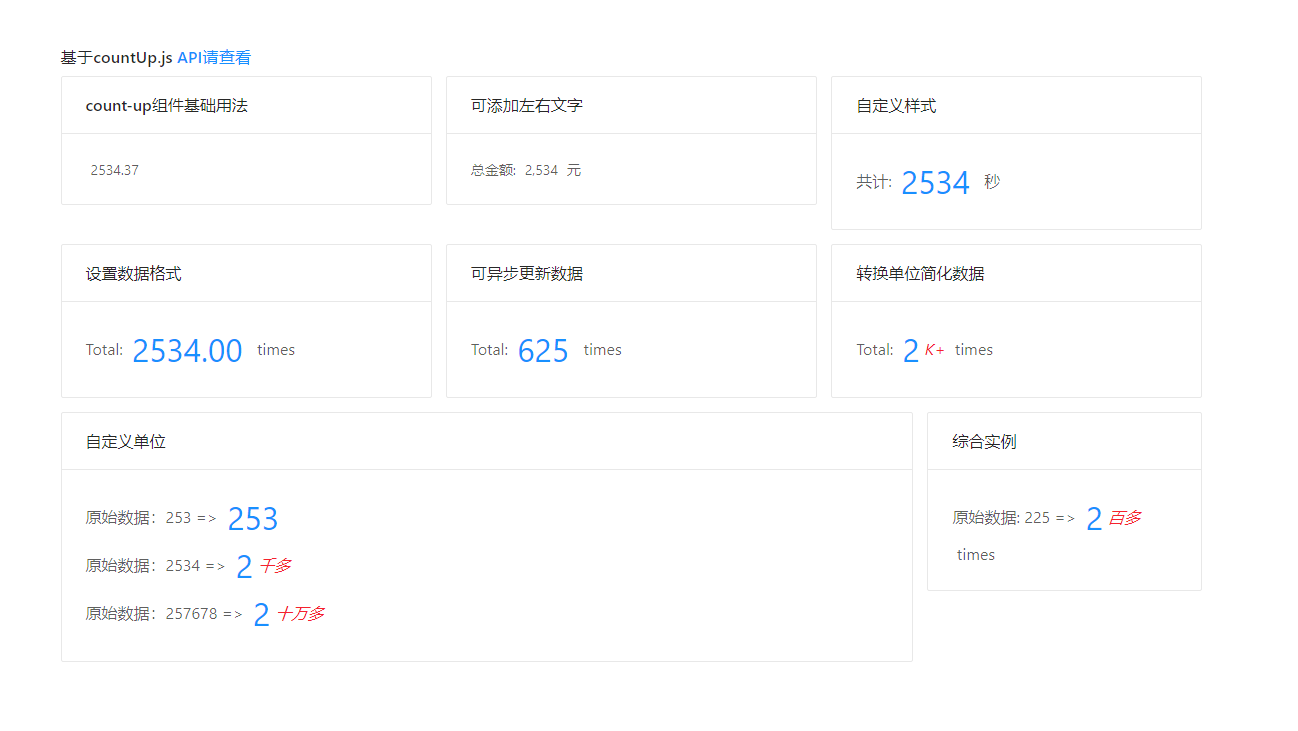 基于countUp.js API请查看
count-up组件基础用法
2534.37
可添加左右文字
总金额: 2,534 元
自定义样式
共计: 2534 秒
设置数据格式
Total: 2534.00 times
可异步更新数据
Total: 625 times
转换单位简化数据
Total: 2 K+ times
自定义单位
原始数据：253 => 253
原始数据：2534 => 2 千多
原始数据：257678 => 2 十万多
综合实例
原始数据: 225 => 2 百多
times